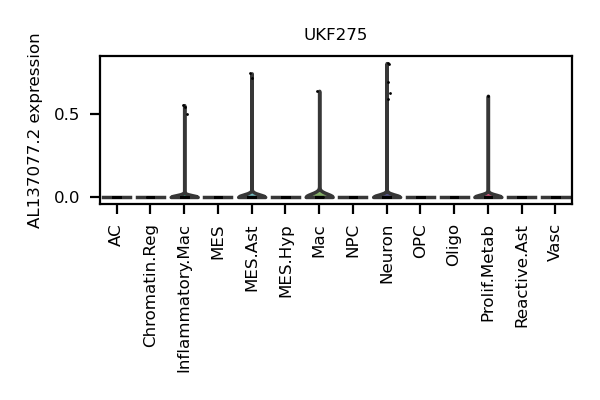 UKF275
AL137077.2 expression
0.5
0.0
AC
Chromatin.Reg
Inflammatory.Mac
MES
MES.Ast
MES.Hyp
Mac
NPC
Neuron
OPC
Oligo
Prolif.Metab
Reactive.Ast
Vasc